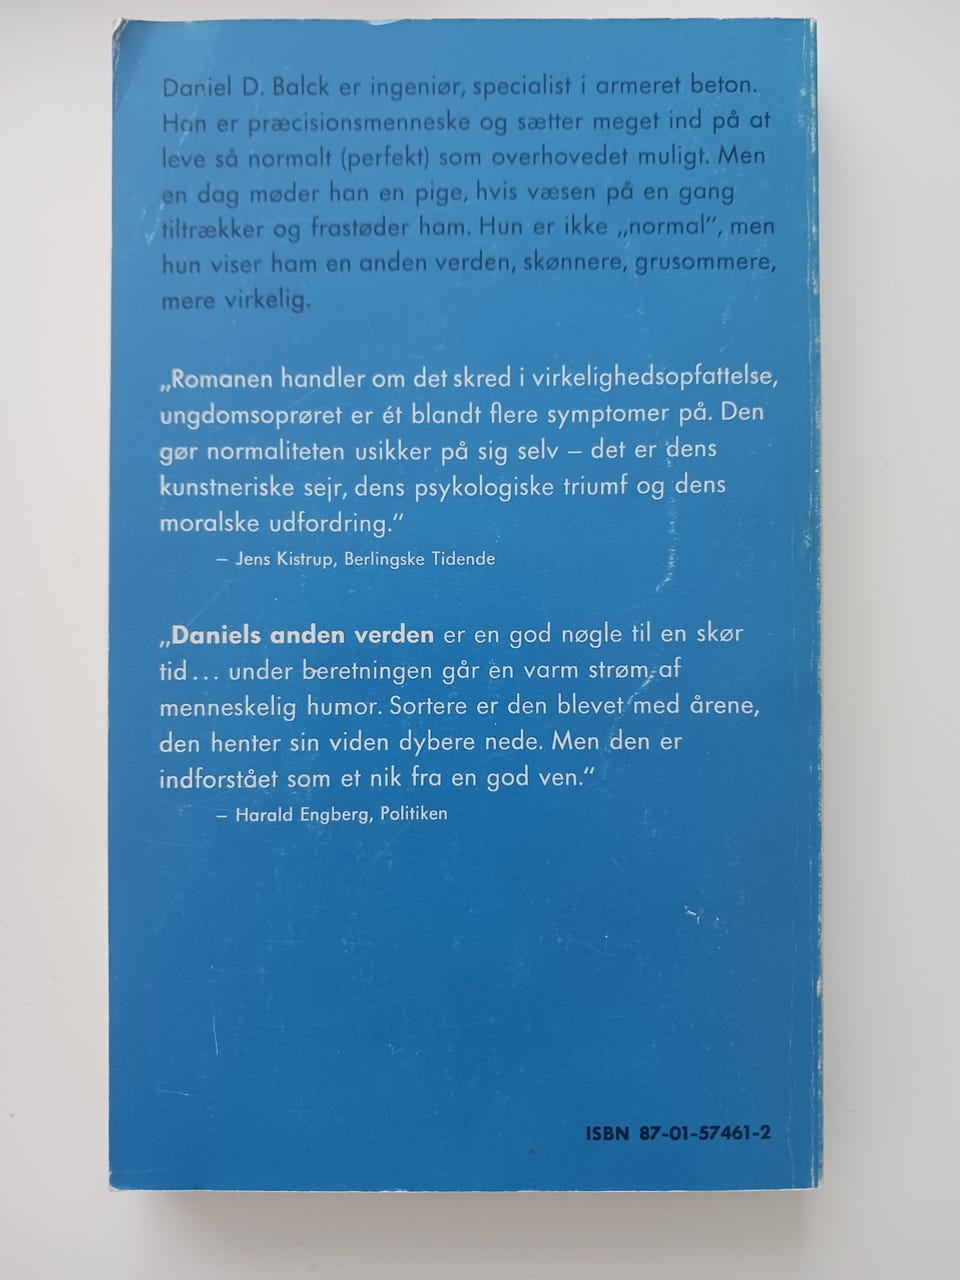 Daniel D. Balck er ingeniør, specialist i armeret beton.
Han er præcisionsmenneske og sætter meget ind på at
leve så normalt (perfekt) som overhovedet muligt. Men
en dag møder han en pige, hvis væsen på en gang
tiltrækker og frastøder ham. Hun er ikke „normal“, men
hun viser ham en anden verden, skønnere, grusommere,
mere virkelig.
„Romanen handler om det skred i virkelighedsopfattelse,
ungdomsoprøret er ét blandt flere symptomer på. Den
gør normaliteten usikker på sig selv – det er dens
kunstneriske sejr, dens psykologiske triumf og dens
moralske udfordring.“
– Jens Kistrup, Berlingske Tidende
„Daniels anden verden er en god nøgle til en skør
tid... under beretningen går en varm strøm af
menneskelig humor. Sortere er den blevet med årene,
den henter sin viden dybere nede. Men den er
indforstået som et nik fra en god ven.“
– Harald Engberg, Politiken
ISBN 87-01-57461-2